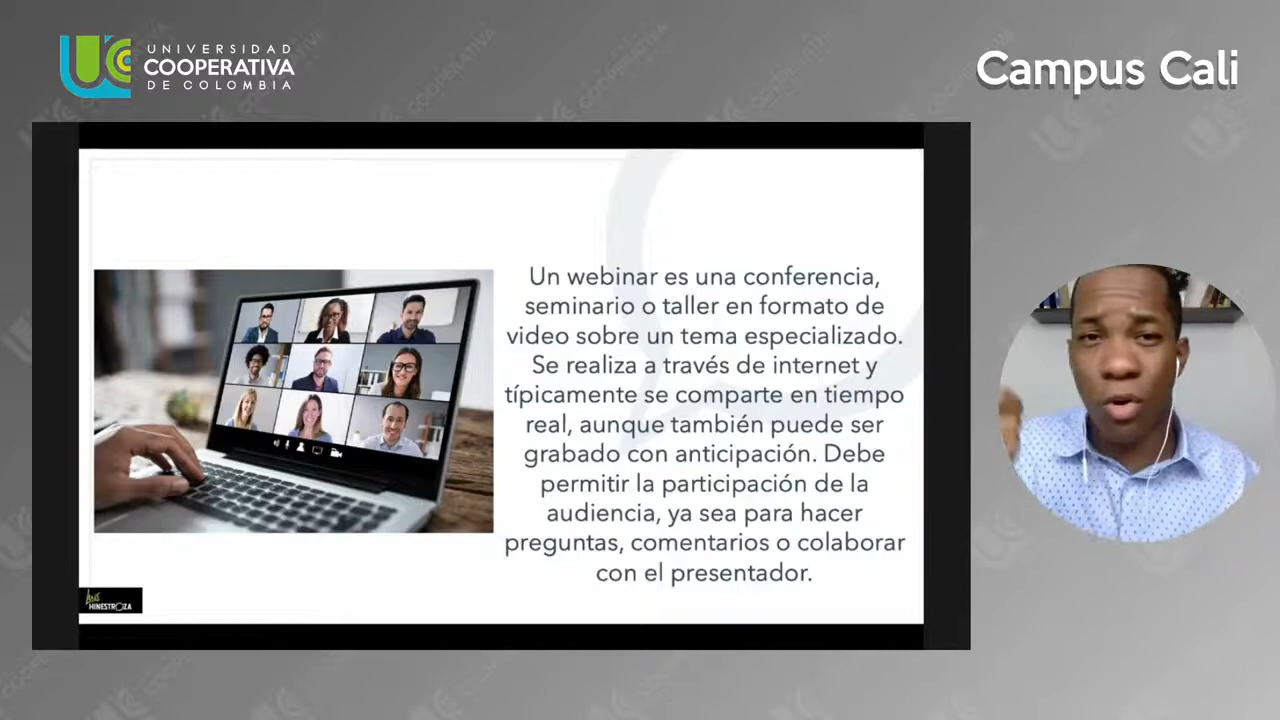 UNIVERSIDAD
COOPERATIVA
DE COLOMBIA
Campus Cali
Un webinar es una conferencia,
seminario o taller en formato de
video sobre un tema especializado.
Se realiza a través de internet y
típicamente se comparte en tiempo
real, aunque también puede ser
grabado con anticipación. Debe
permitir la participación de la
audiencia, ya sea para hacer
preguntas, comentarios o colaborar
con el presentador.
HINESTROZA